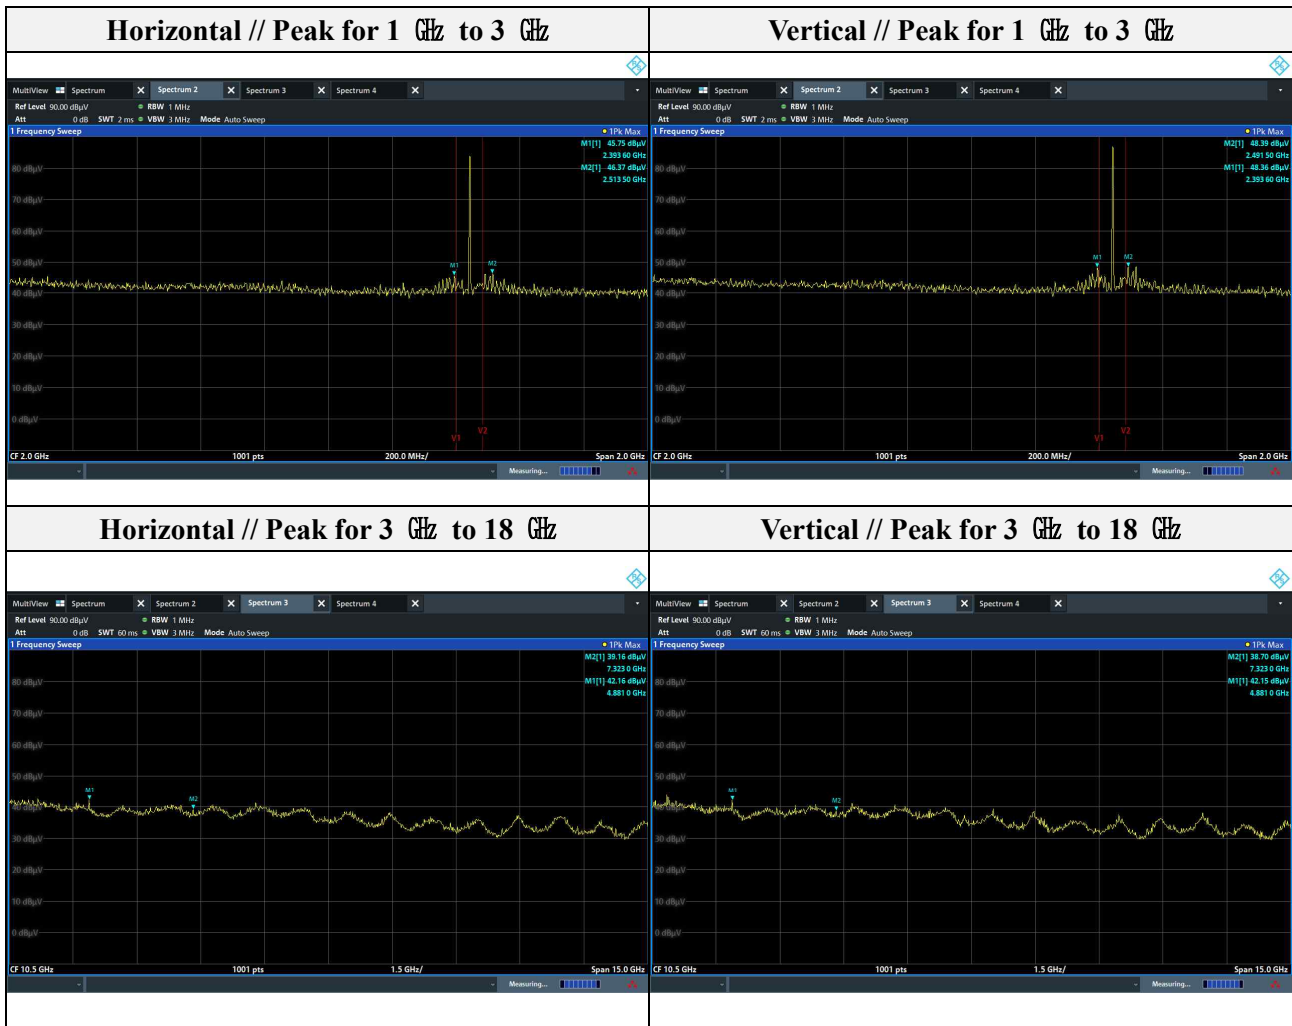 Horizontal // Peak for 1 ㎓ to 3 ㎓
Vertical // Peak for 1 ㎓ to 3 ㎓
MultiView Spectrum Spectrum 2 Spectrum 3 Spectrum 4
Ref Level 90.00 dBµV RBW 1 MHz
Att 0 dB SWT 2 ms VBW 3 MHz Mode Auto Sweep
1 Frequency Sweep 1Pk Max
M1[1] 45.75 dBµV
2.393 60 GHz
M2[1] 46.37 dBµV
2.513 50 GHz
80 dBµV
70 dBµV
60 dBµV
50 dBµV
40 dBµV
30 dBµV
20 dBµV
10 dBµV
0 dBµV
M1 M2
V1 V2
CF 2.0 GHz 1001 pts 200.0 MHz/ Span 2.0 GHz
Measuring...
MultiView Spectrum Spectrum 2 Spectrum 3 Spectrum 4
Ref Level 90.00 dBµV RBW 1 MHz
Att 0 dB SWT 2 ms VBW 3 MHz Mode Auto Sweep
1 Frequency Sweep 1Pk Max
M2[1] 48.39 dBµV
2.491 50 GHz
M1[1] 48.36 dBµV
2.393 60 GHz
80 dBµV
70 dBµV
60 dBµV
50 dBµV
40 dBµV
30 dBµV
20 dBµV
10 dBµV
0 dBµV
M1 M2
V1 V2
CF 2.0 GHz 1001 pts 200.0 MHz/ Span 2.0 GHz
Measuring...
Horizontal // Peak for 3 ㎓ to 18 ㎓
Vertical // Peak for 3 ㎓ to 18 ㎓
MultiView Spectrum Spectrum 2 Spectrum 3 Spectrum 4
Ref Level 90.00 dBµV RBW 1 MHz
Att 0 dB SWT 60 ms VBW 3 MHz Mode Auto Sweep
1 Frequency Sweep 1Pk Max
M2[1] 39.16 dBµV
7.323 0 GHz
M1[1] 42.16 dBµV
4.881 0 GHz
80 dBµV
70 dBµV
60 dBµV
50 dBµV
40 dBµV
30 dBµV
20 dBµV
10 dBµV
0 dBµV
M1 M2
CF 10.5 GHz 1001 pts 1.5 GHz/ Span 15.0 GHz
Measuring...
MultiView Spectrum Spectrum 2 Spectrum 3 Spectrum 4
Ref Level 90.00 dBµV RBW 1 MHz
Att 0 dB SWT 60 ms VBW 3 MHz Mode Auto Sweep
1 Frequency Sweep 1Pk Max
M2[1] 38.70 dBµV
7.323 0 GHz
M1[1] 42.15 dBµV
4.881 0 GHz
80 dBµV
70 dBµV
60 dBµV
50 dBµV
40 dBµV
30 dBµV
20 dBµV
10 dBµV
0 dBµV
M1 M2
CF 10.5 GHz 1001 pts 1.5 GHz/ Span 15.0 GHz
Measuring...